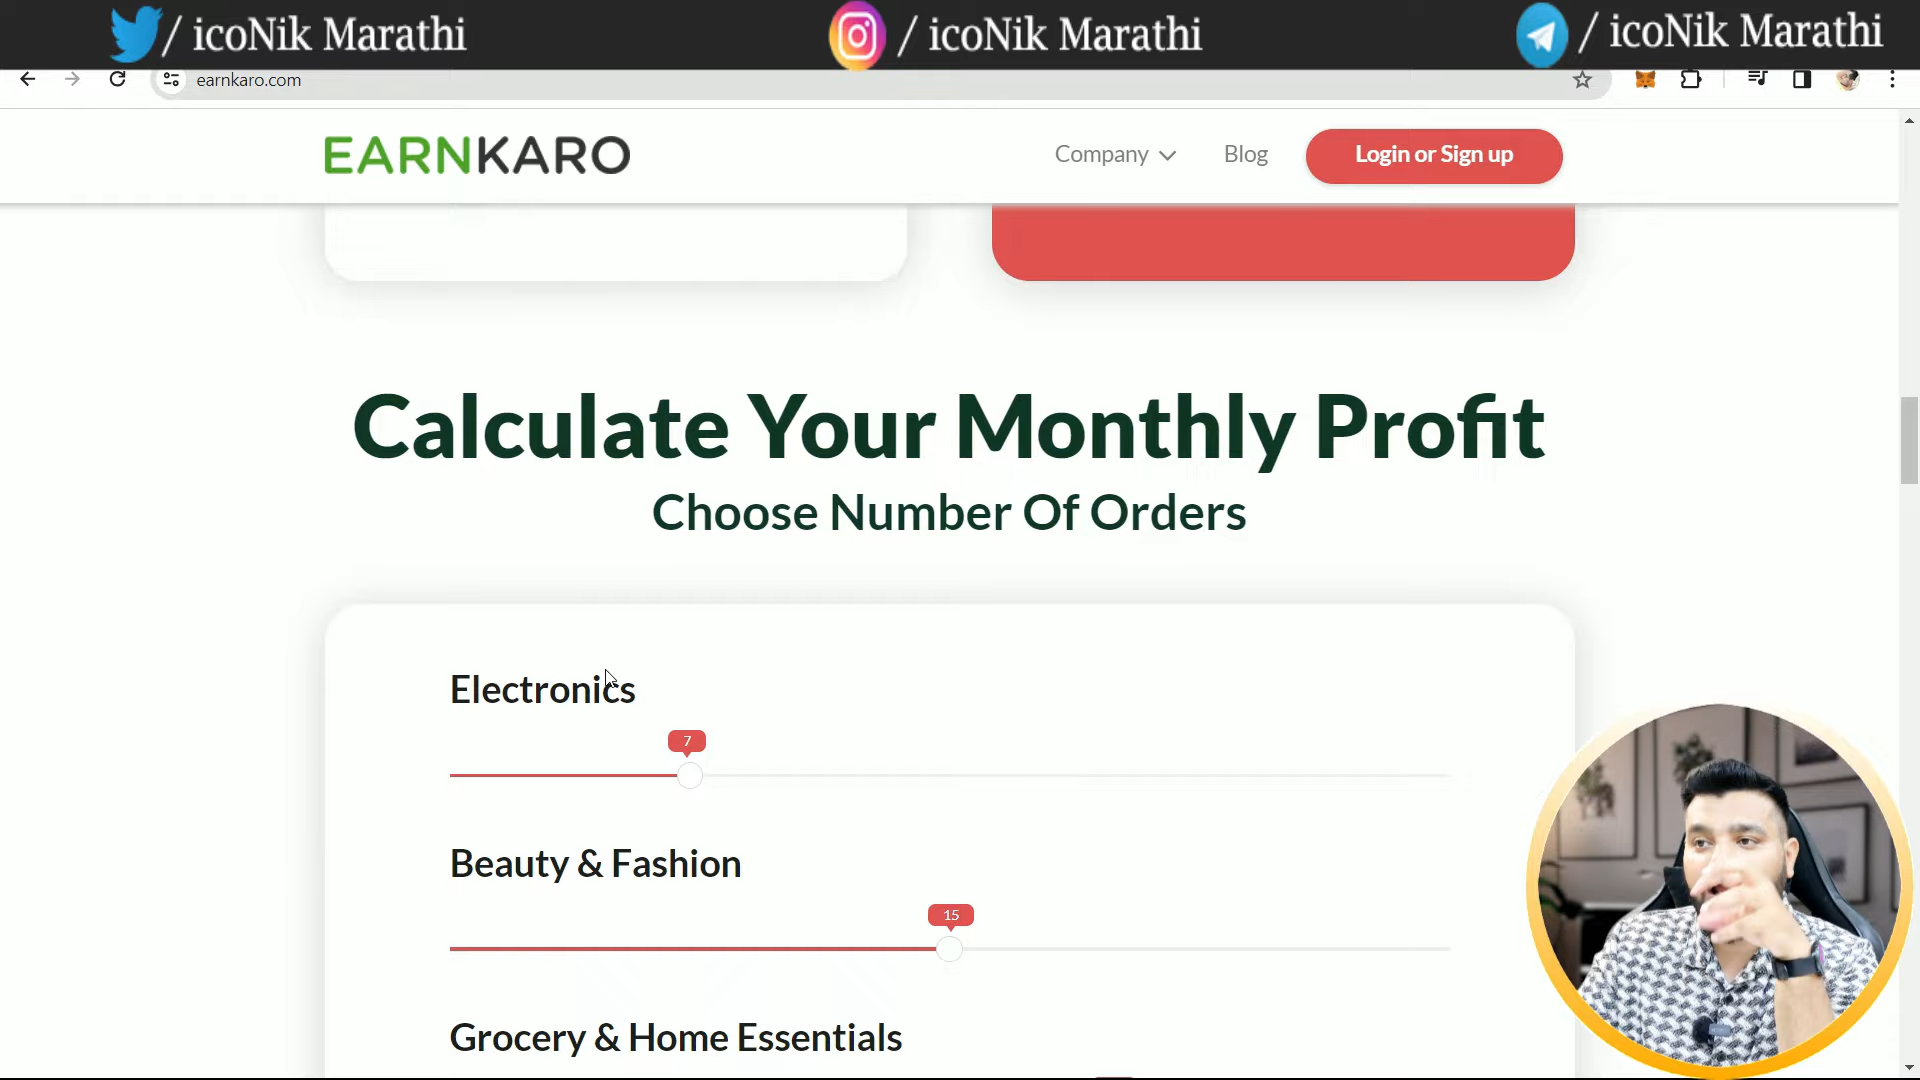 / icoNik Marathi
/ icoNik Marathi
/ icoNik Marathi
earnkaro.com
EARNKARO
Company
Blog
Login or Sign up
Calculate Your Monthly Profit
Choose Number Of Orders
Electronics
7
Beauty & Fashion
15
Grocery & Home Essentials